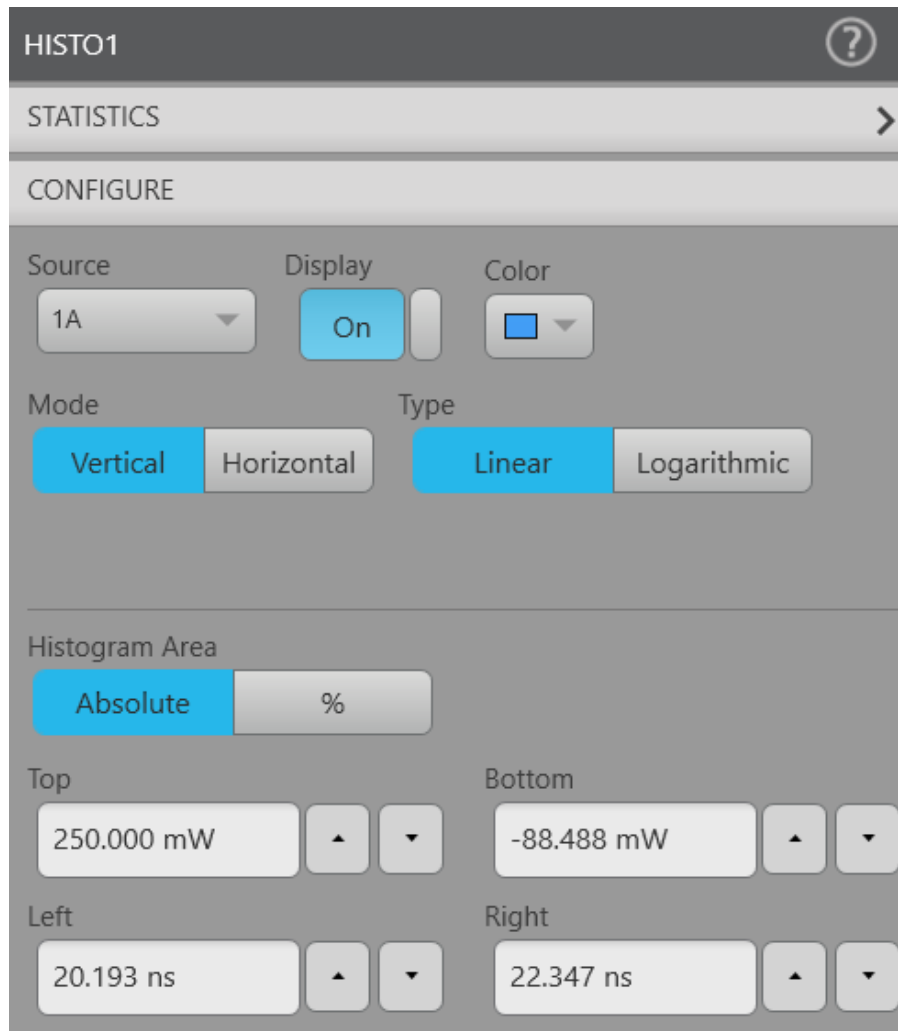 HISTO1 ?
STATISTICS
CONFIGURE
Source Display Color
1A On
Mode Type
Vertical Horizontal Linear Logarithmic
Histogram Area
Absolute %
Top Bottom
250.000 mW -88.488 mW
Left Right
20.193 ns 22.347 ns